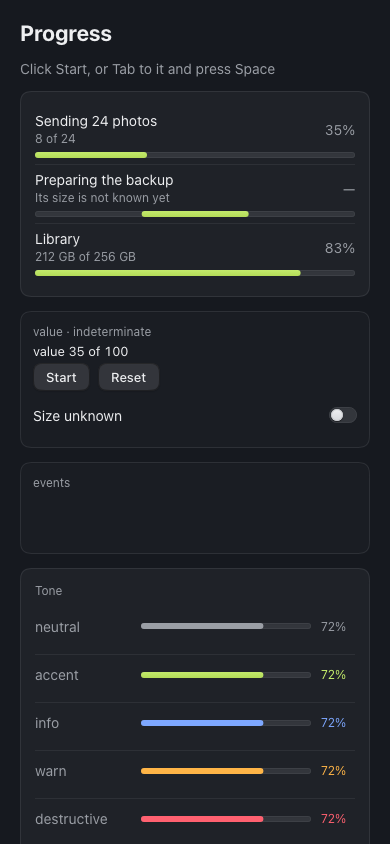 Progress
Click Start, or Tab to it and press Space
Sending 24 photos
8 of 24
35%
Preparing the backup
Its size is not known yet
—
Library
212 GB of 256 GB
83%
value · indeterminate
value 35 of 100
Start Reset
Size unknown
events
Tone
neutral 72%
accent 72%
info 72%
warn 72%
destructive 72%